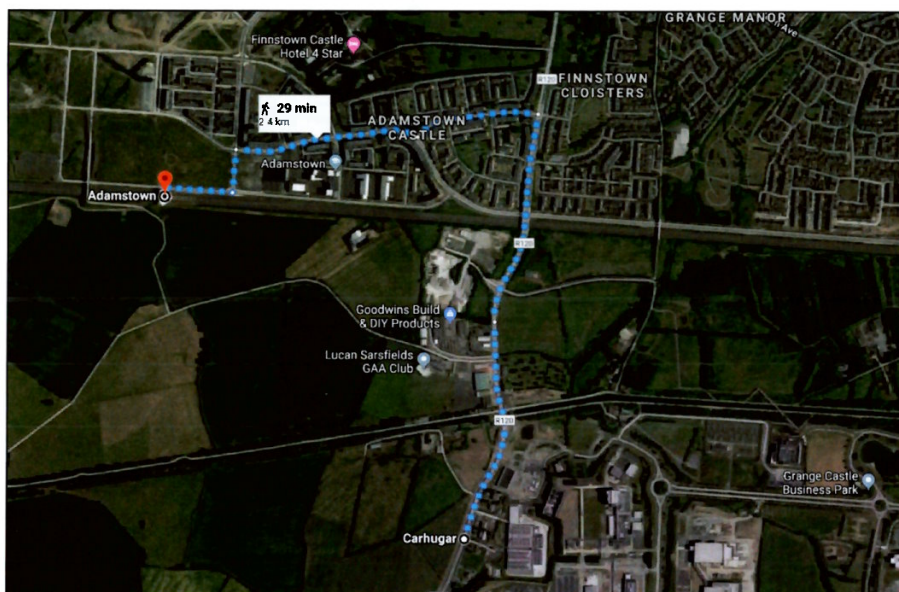 GRANGE MANOR
n Ave
Finnstown Castle
Hotel 4 Star
R120
FINNSTOWN
CLOISTERS
29 min
2.4 km
ADAMSTOWN
CASTLE
Adamstown
Adamstown
R120
Goodwins Build
& DIY Products
Lucan Sarsfields
GAA Club
R120
Grange Castle
Business Park
Carhugar